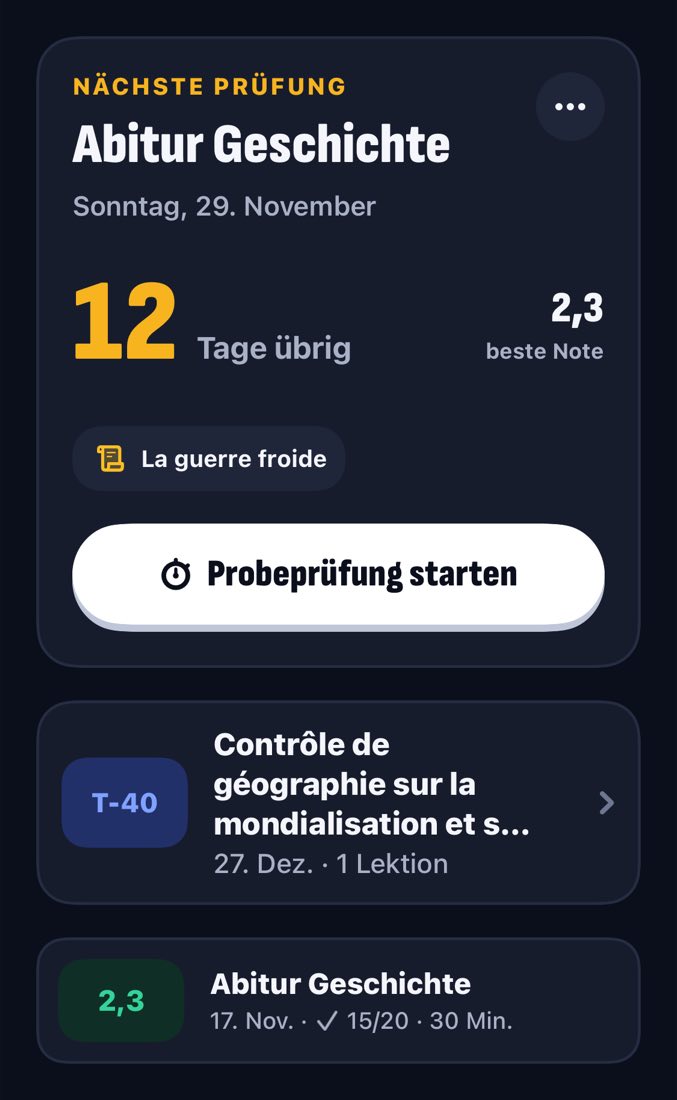 NÄCHSTE PRÜFUNG
Abitur Geschichte
Sonntag, 29. November
12 Tage übrig
2,3
beste Note
La guerre froide
Probeprüfung starten
T-40
Contrôle de
géographie sur la
mondialisation et s...
27. Dez. · 1 Lektion
2,3
Abitur Geschichte
17. Nov. · ✓ 15/20 · 30 Min.